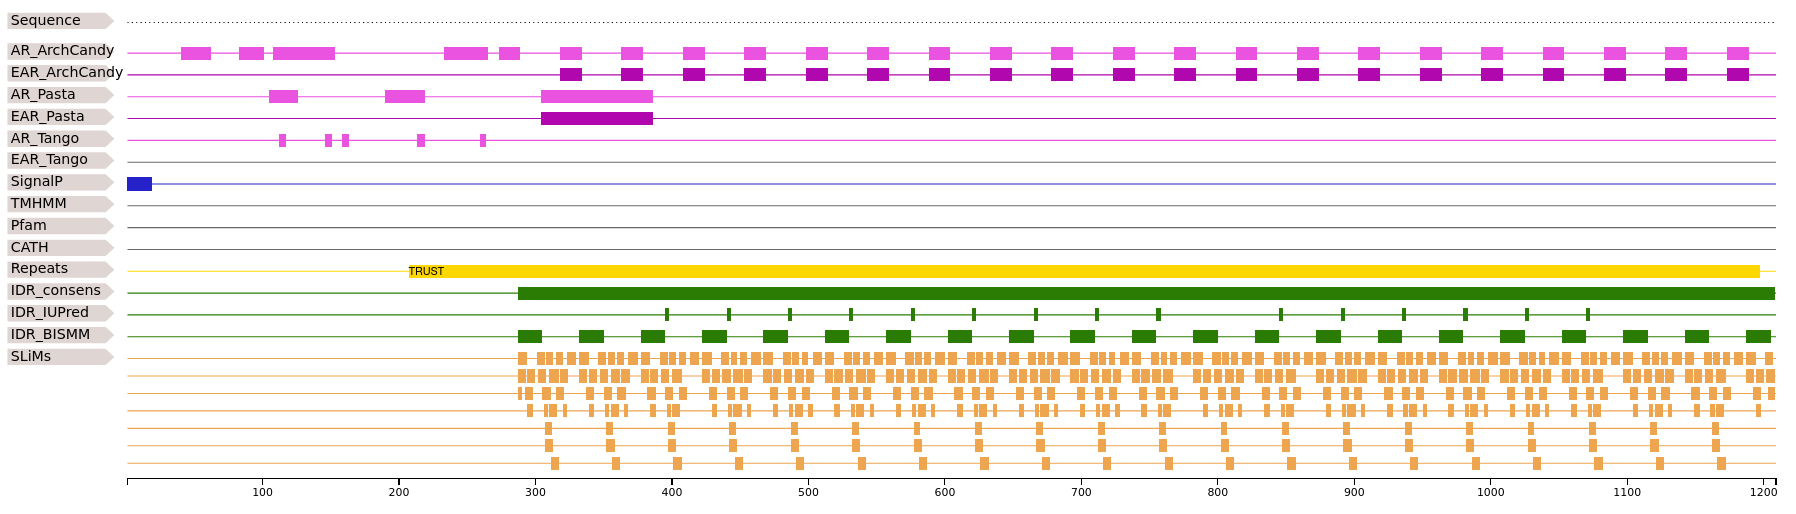 Sequence
AR_ArchCandy
EAR_ArchCandy
AR_Pasta
EAR_Pasta
AR_Tango
EAR_Tango
SignalP
TMHMM
Pfam
CATH
Repeats
TRUST
IDR_consens
IDR_IUPred
IDR_BISMM
SLiMs
100 200 300 400 500 600 700 800 900 1000 1100 1200